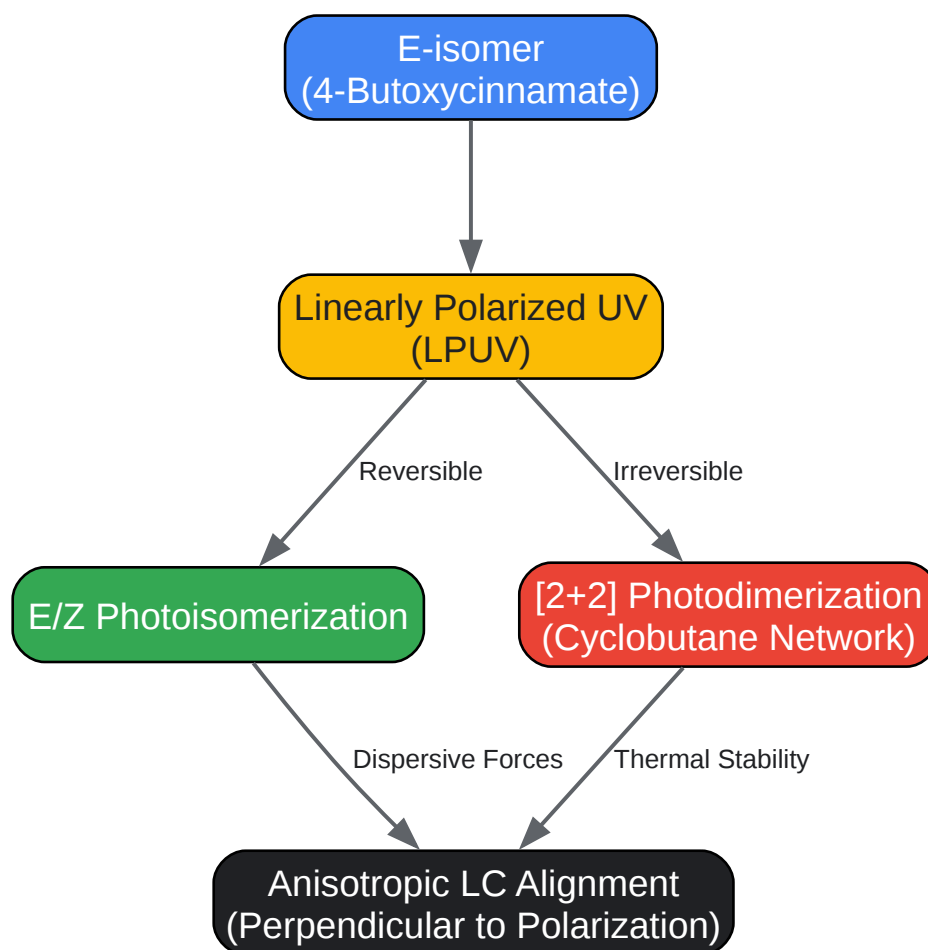 E-isomer
(4-Butoxycinnamate)
Linearly Polarized UV
(LPUV)
Reversible
Irreversible
E/Z Photoisomerization
[2+2] Photodimerization
(Cyclobutane Network)
Dispersive Forces
Thermal Stability
Anisotropic LC Alignment
(Perpendicular to Polarization)